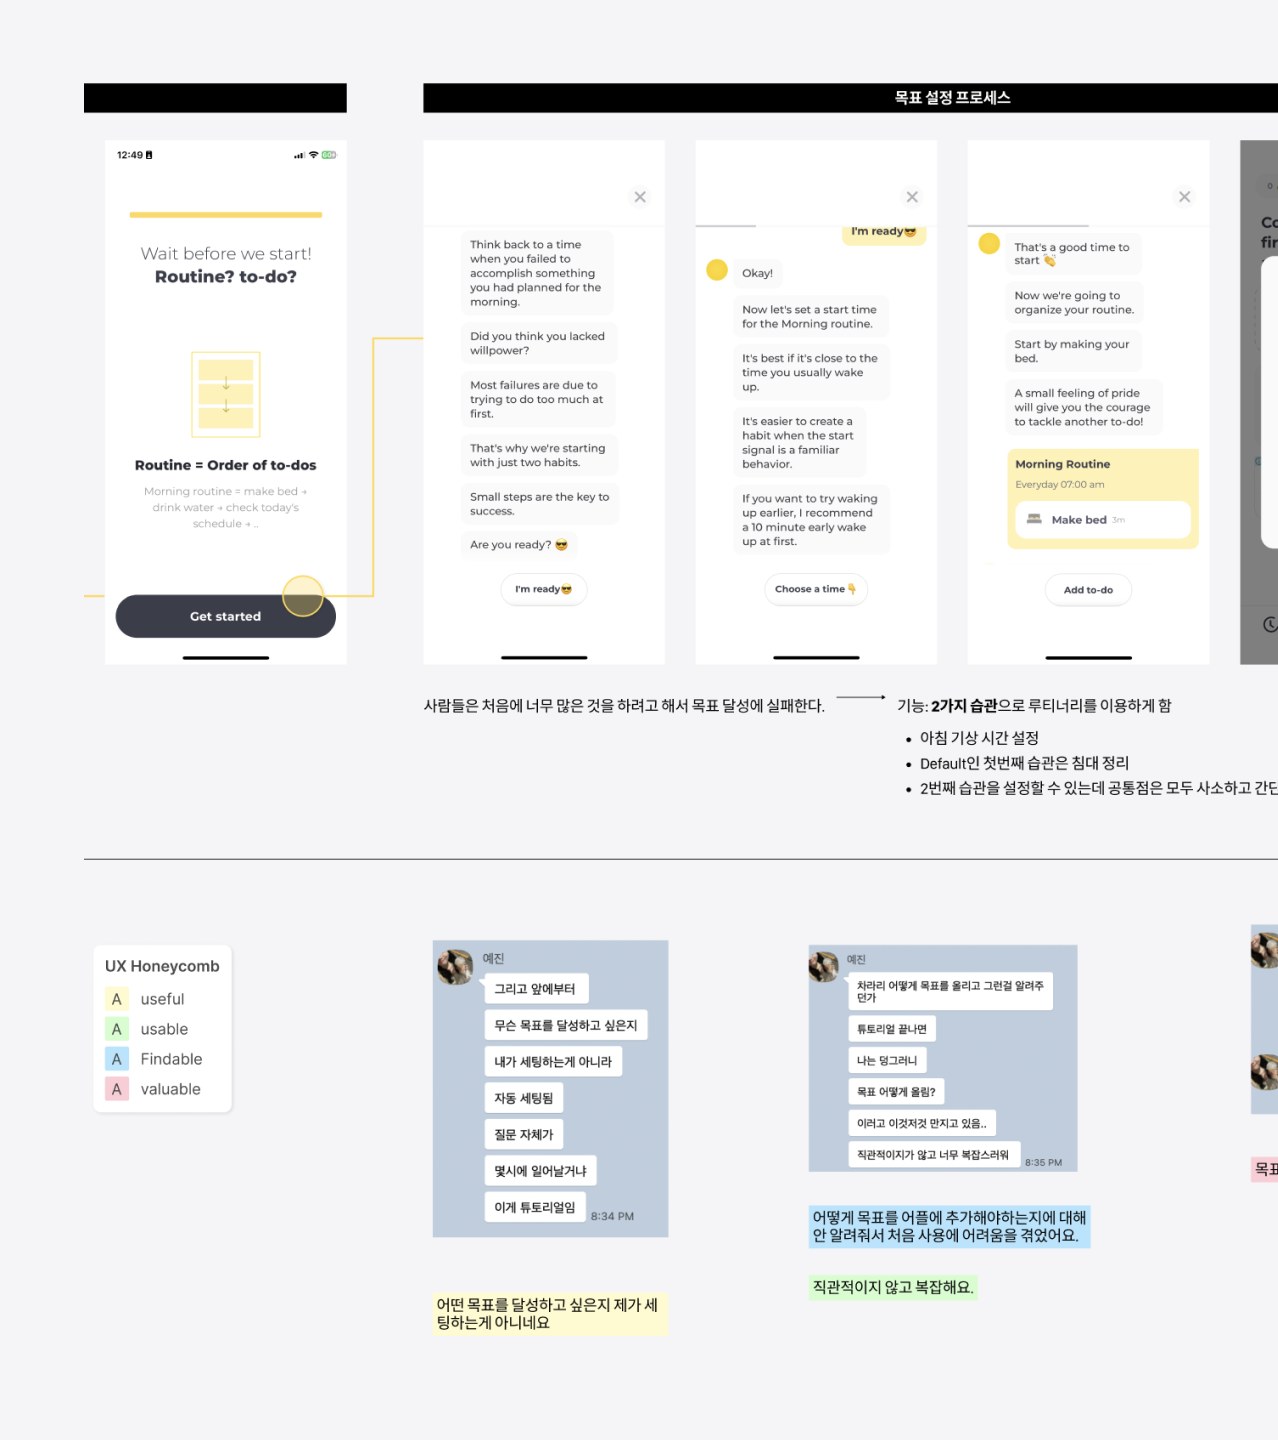 목표 설정 프로세스
12:49
Wait before we start!
Routine? to-do?
Routine = Order of to-dos
Morning routine = make bed →
drink water → check today's
schedule → ..
Get started
Think back to a time
when you failed to
accomplish something
you had planned for the
morning.
Did you think you lacked
willpower?
Most failures are due to
trying to do too much at
first.
That's why we're starting
with just two habits.
Small steps are the key to
success.
Are you ready? 😎
I'm ready😎
I'm ready😎
Okay!
Now let's set a start time
for the Morning routine.
It's best if it's close to the
time you usually wake
up.
It's easier to create a
habit when the start
signal is a familiar
behavior.
If you want to try waking
up earlier, I recommend
a 10 minute early wake
up at first.
Choose a time 👇
That's a good time to
start 👏
Now we're going to
organize your routine.
Start by making your
bed.
A small feeling of pride
will give you the courage
to tackle another to-do!
Morning Routine
Everyday 07:00 am
Make bed 3m
Add to-do
0
Co
fir
사람들은 처음에 너무 많은 것을 하려고 해서 목표 달성에 실패한다.
기능: 2가지 습관으로 루티너리를 이용하게 함
• 아침 기상 시간 설정
• Default인 첫번째 습관은 침대 정리
• 2번째 습관을 설정할 수 있는데 공통점은 모두 사소하고 간단
UX Honeycomb
A useful
A usable
A Findable
A valuable
예진
그리고 앞에부터
무슨 목표를 달성하고 싶은지
내가 세팅하는게 아니라
자동 세팅됨
질문 자체가
몇시에 일어날거냐
이게 튜토리얼임
8:34 PM
어떤 목표를 달성하고 싶은지 제가 세
팅하는게 아니네요
예진
차라리 어떻게 목표를 올리고 그런걸 알려주
던가
튜토리얼 끝나면
나는 덩그러니
목표 어떻게 올림?
이러고 이것저것 만지고 있음..
직관적이지가 않고 너무 복잡스러워
8:35 PM
어떻게 목표를 어플에 추가해야하는지에 대해
안 알려줘서 처음 사용에 어려움을 겪었어요.
직관적이지 않고 복잡해요.
목표